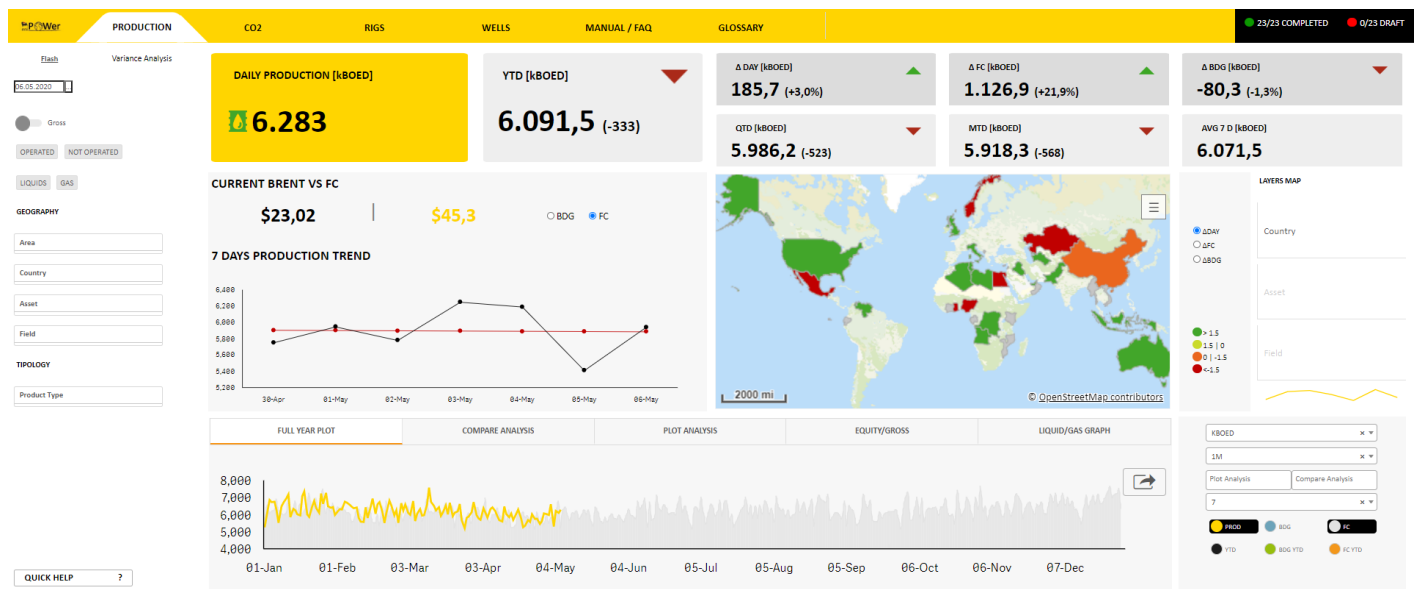 POWer
PRODUCTION
CO2
RIGS
WELLS
MANUAL / FAQ
GLOSSARY
23/23 COMPLETED
0/23 DRAFT
Flash
Variance Analysis
06.05.2020
...
Gross
OPERATED
NOT OPERATED
LIQUIDS
GAS
GEOGRAPHY
Area
Country
Asset
Field
TIPOLOGY
Product Type
QUICK HELP ?
DAILY PRODUCTION [kBOED]
6.283
YTD [kBOED]
6.091,5 (-333)
Δ DAY [kBOED]
185,7 (+3,0%)
Δ FC [kBOED]
1.126,9 (+21,9%)
Δ BDG [kBOED]
-80,3 (-1,3%)
QTD [kBOED]
5.986,2 (-523)
MTD [kBOED]
5.918,3 (-568)
AVG 7 D [kBOED]
6.071,5
CURRENT BRENT VS FC
$23,02 | $45,3
BDG
FC
7 DAYS PRODUCTION TREND
6,400
6,200
6,000
5,800
5,600
5,400
5,200
30-Apr
01-May
02-May
03-May
04-May
05-May
06-May
2000 mi
© OpenStreetMap contributors
ΔDAY
ΔFC
ΔBDG
> 1.5
1.5 | 0
0 | -1.5
<-1.5
LAYERS MAP
Country
Asset
Field
FULL YEAR PLOT
COMPARE ANALYSIS
PLOT ANALYSIS
EQUITY/GROSS
LIQUID/GAS GRAPH
8,000
7,000
6,000
5,000
4,000
01-Jan
01-Feb
03-Mar
03-Apr
04-May
04-Jun
05-Jul
05-Aug
05-Sep
06-Oct
06-Nov
07-Dec
KBOED
1M
Plot Analysis
Compare Analysis
7
PROD
BDG
FC
YTD
BDG YTD
FC YTD